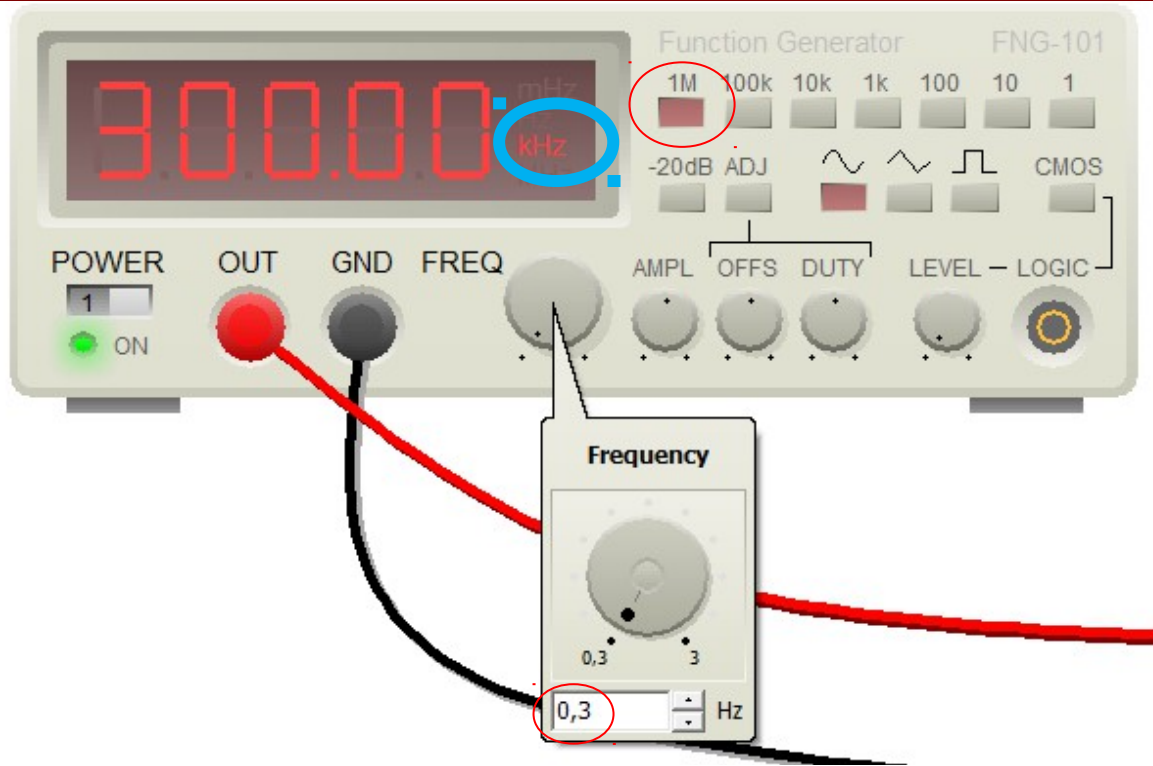 Function Generator FNG-101
300.00 mHz
kHz
1M 100k 10k 1k 100 10 1
-20dB ADJ CMOS
POWER OUT GND FREQ
AMPL OFFS DUTY LEVEL LOGIC
1
ON
Frequency
0,3 3
0,3 Hz